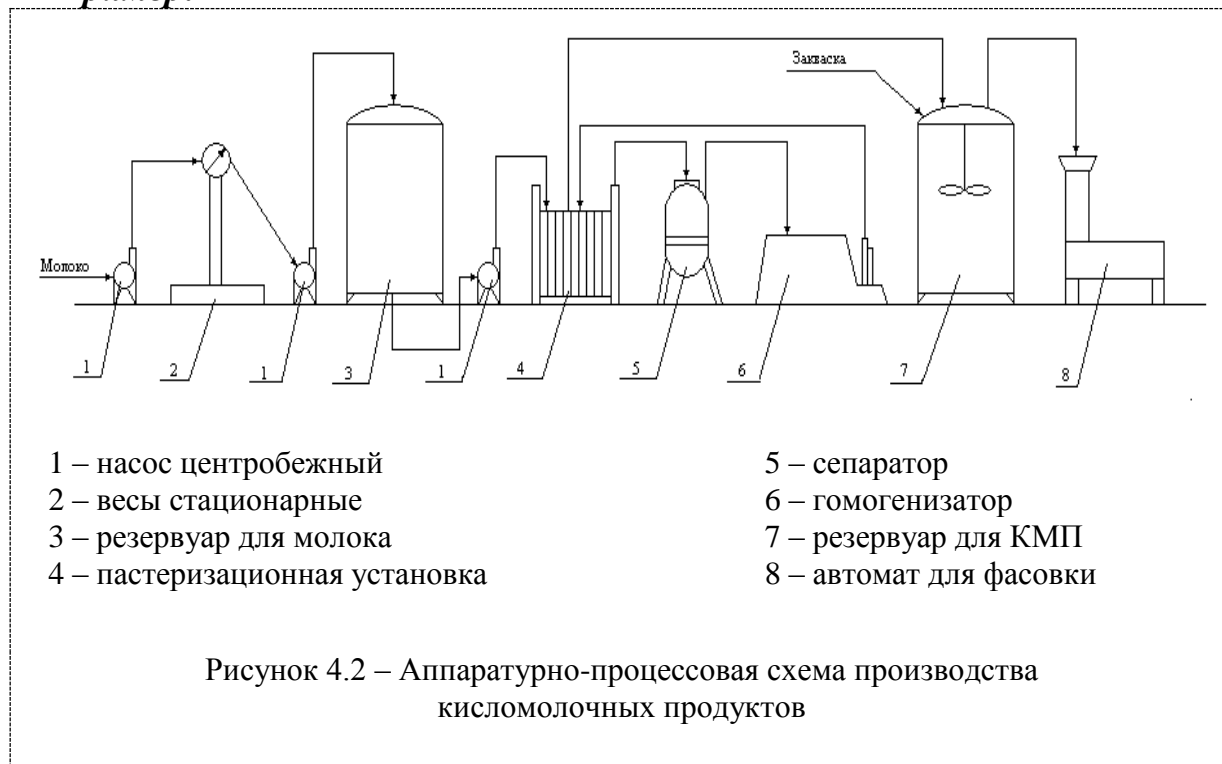 Закваска
Молоко
1
2
1
3
1
4
5
6
7
8
1 – насос центробежный
2 – весы стационарные
3 – резервуар для молока
4 – пастеризационная установка
5 – сепаратор
6 – гомогенизатор
7 – резервуар для КМП
8 – автомат для фасовки
Рисунок 4.2 – Аппаратурно-процессовая схема производства
кисломолочных продуктов